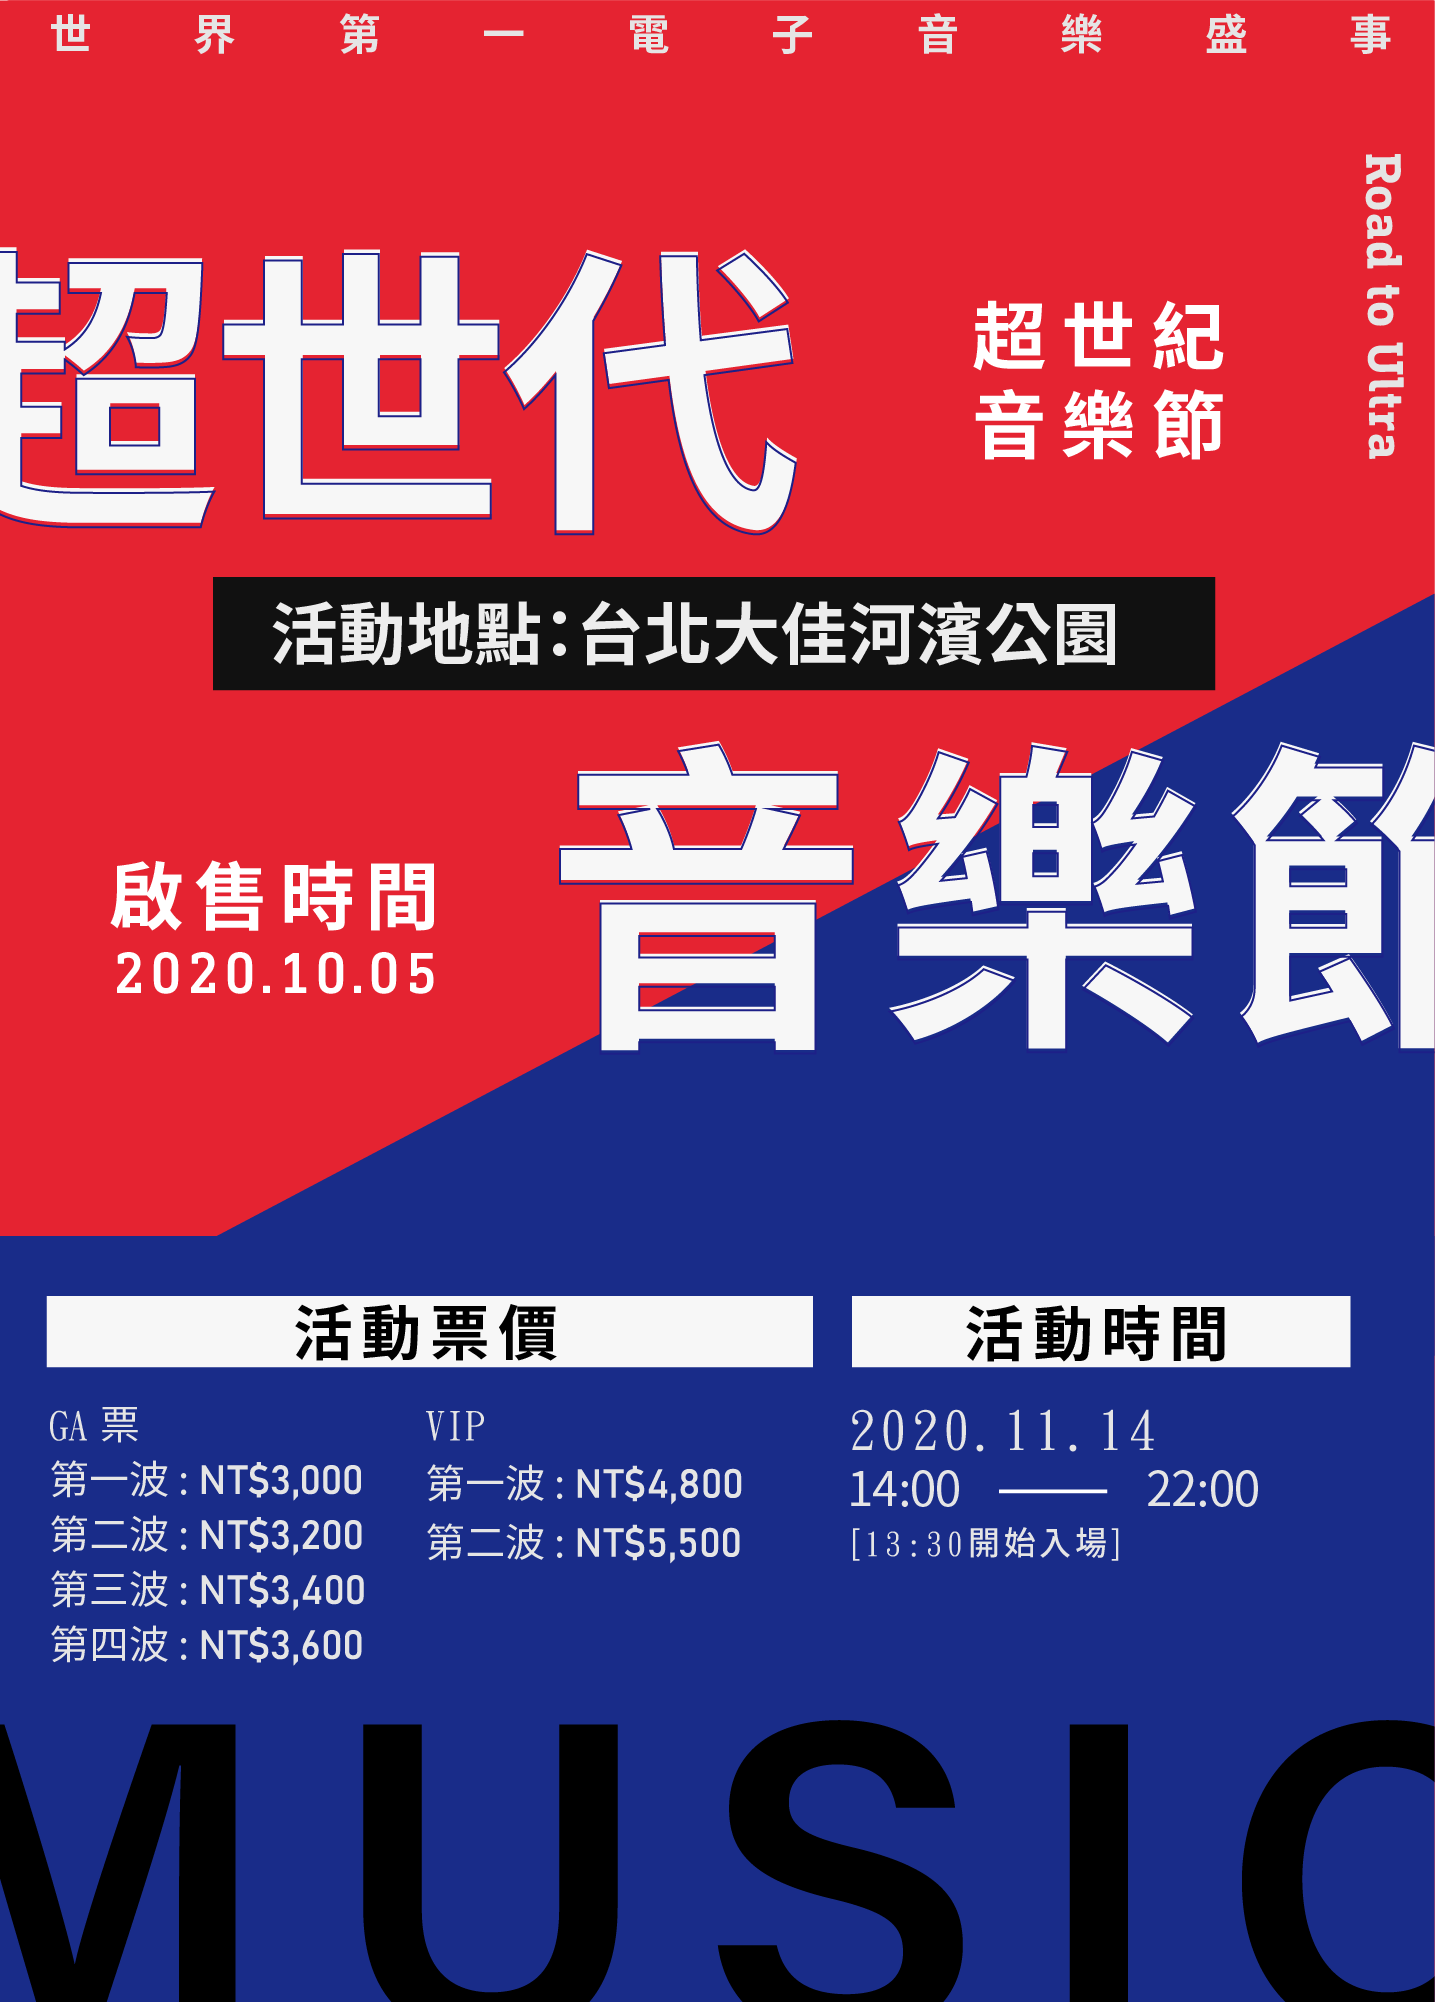 世界第一電子音樂盛事
Road to Ultra
超世代
超世紀
音樂節
活動地點：台北大佳河濱公園
音樂節
啟售時間
2020.10.05
活動票價
GA 票
第一波：NT$3,000
第二波：NT$3,200
第三波：NT$3,400
第四波：NT$3,600
VIP
第一波：NT$4,800
第二波：NT$5,500
活動時間
2020.11.14
14:00 —— 22:00
[13:30開始入場]
MUSIC